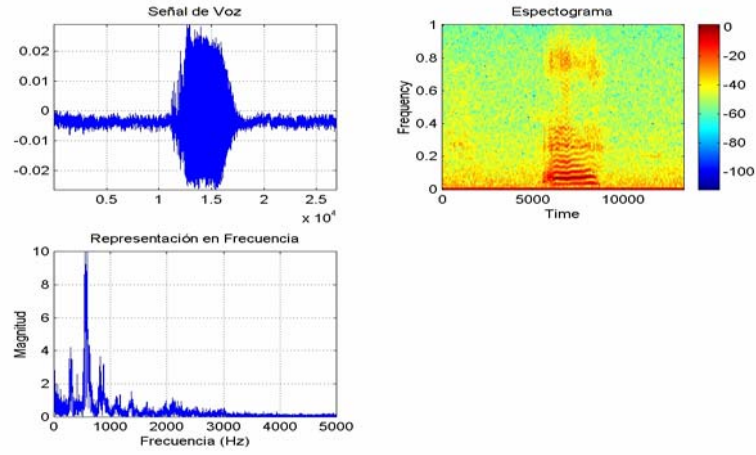 Señal de Voz
0.02
0.01
0
-0.01
-0.02
0.5 1 1.5 2 2.5
x 10⁴
Espectograma
Frequency
1
0.8
0.6
0.4
0.2
0
0 5000 10000
Time
0
-20
-40
-60
-80
-100
Representación en Frecuencia
Magnitud
10
8
6
4
2
0
0 1000 2000 3000 4000 5000
Frecuencia (Hz)